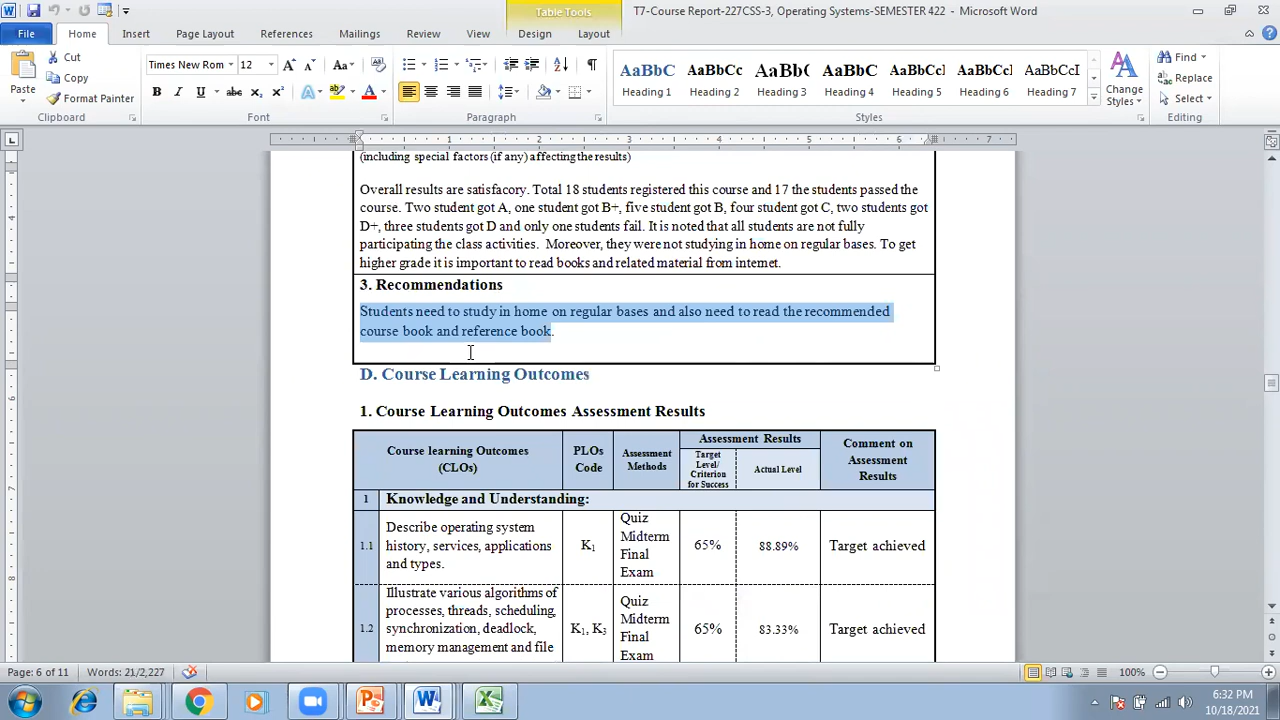 Table Tools
T7-Course Report-227CSS-3, Operating Systems-SEMESTER 422 - Microsoft Word
File Home Insert Page Layout References Mailings Review View Design Layout
Paste
Cut
Copy
Format Painter
Clipboard
Times New Rom 12
Font
Paragraph
AaBbC AaBbCc AaBb( AaBbC AaBbCcI AaBbCcI AaBbCcI
Heading 1 Heading 2 Heading 3 Heading 4 Heading 5 Heading 6 Heading 7
Change Styles
Styles
Find
Replace
Select
Editing
(including special factors (if any) affecting the results)
Overall results are satisfacory. Total 18 students registered this course and 17 the students passed the
course. Two student got A, one student got B+, five student got B, four student got C, two students got
D+, three students got D and only one students fail. It is noted that all students are not fully
participating the class activities. Moreover, they were not studying in home on regular bases. To get
higher grade it is important to read books and related material from internet.
3. Recommendations
Students need to study in home on regular bases and also need to read the recommended
course book and reference book.
D. Course Learning Outcomes
1. Course Learning Outcomes Assessment Results
Course learning Outcomes
(CLOs)
PLOs
Code
Assessment
Methods
Assessment Results
Target
Level/
Criterion
for Success
Actual Level
Comment on
Assessment
Results
1 Knowledge and Understanding:
1.1
Describe operating system
history, services, applications
and types.
K1
Quiz
Midterm
Final
Exam
65%
88.89%
Target achieved
1.2
Illustrate various algorithms of
processes, threads, scheduling,
synchronization, deadlock,
memory management and file
K1, K3
Quiz
Midterm
Final
Exam
65%
83.33%
Target achieved
Page: 6 of 11 Words: 21/2,227 100%
6:32 PM
10/18/2021